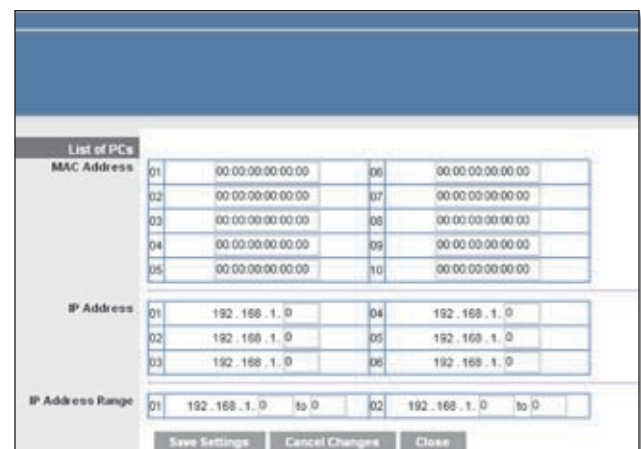 List of PCs
MAC Address
01 00:00:00:00:00:00 06 00:00:00:00:00:00
02 00:00:00:00:00:00 07 00:00:00:00:00:00
03 00:00:00:00:00:00 08 00:00:00:00:00:00
04 00:00:00:00:00:00 09 00:00:00:00:00:00
05 00:00:00:00:00:00 10 00:00:00:00:00:00
IP Address
01 192.168.1.0 04 192.168.1.0
02 192.168.1.0 05 192.168.1.0
03 192.168.1.0 06 192.168.1.0
IP Address Range 01 192.168.1.0 to 0 02 192.168.1.0 to 0
Save Settings Cancel Changes Close